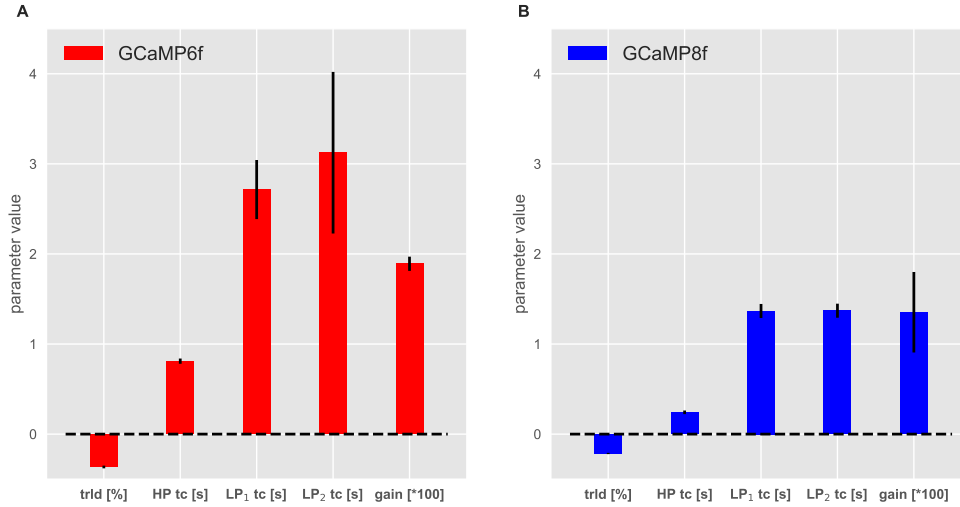 A
GCaMP6f
4
3
2
1
0
parameter value
trld [%] HP tc [s] LP₁ tc [s] LP₂ tc [s] gain [*100]
B
GCaMP8f
4
3
2
1
0
parameter value
trld [%] HP tc [s] LP₁ tc [s] LP₂ tc [s] gain [*100]